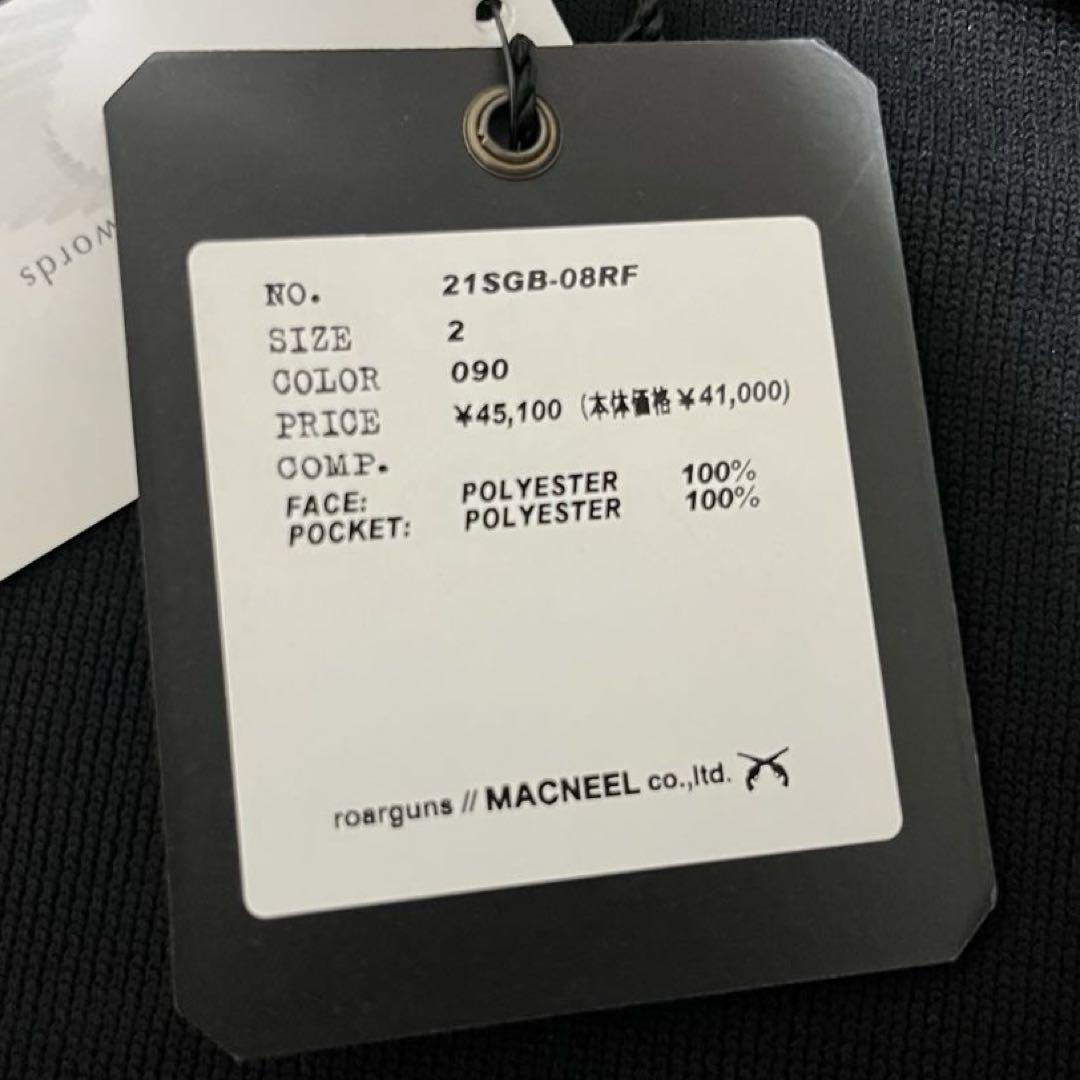 words
NO. 21SGB-08RF
SIZE 2
COLOR 090
PRICE ¥45,100 (本体価格 ¥41,000)
COMP.
FACE: POLYESTER 100%
POCKET: POLYESTER 100%
roarguns // MACNEEL co.,ltd.